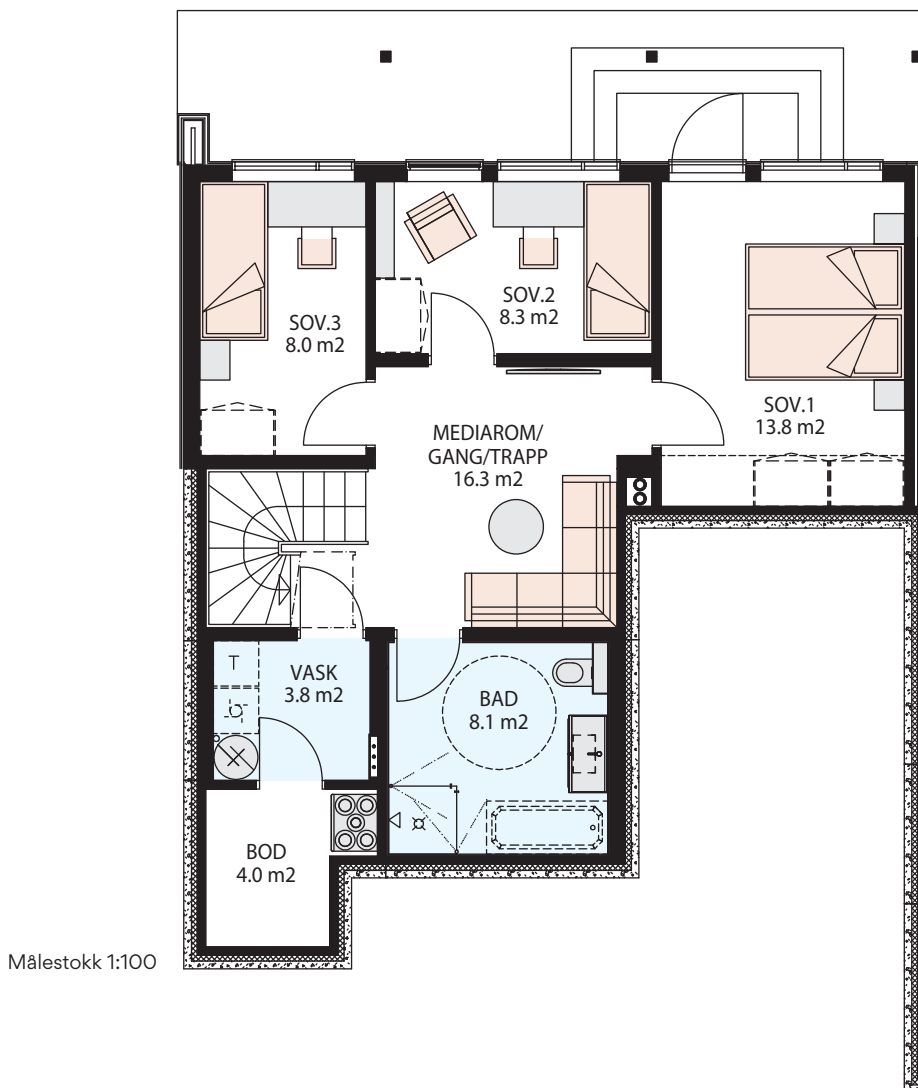 SOV.3
8.0 m2
SOV.2
8.3 m2
SOV.1
13.8 m2
MEDIAROM/
GANG/TRAPP
16.3 m2
T
VASK
3.8 m2
BAD
8.1 m2
BOD
4.0 m2
Målestokk 1:100